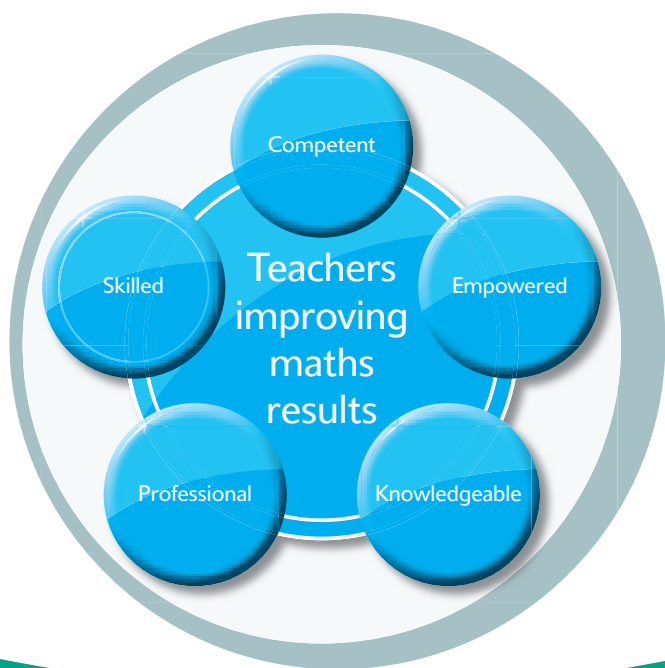 Competent
Skilled
Empowered
Teachers
improving
maths
results
Professional
Knowledgeable